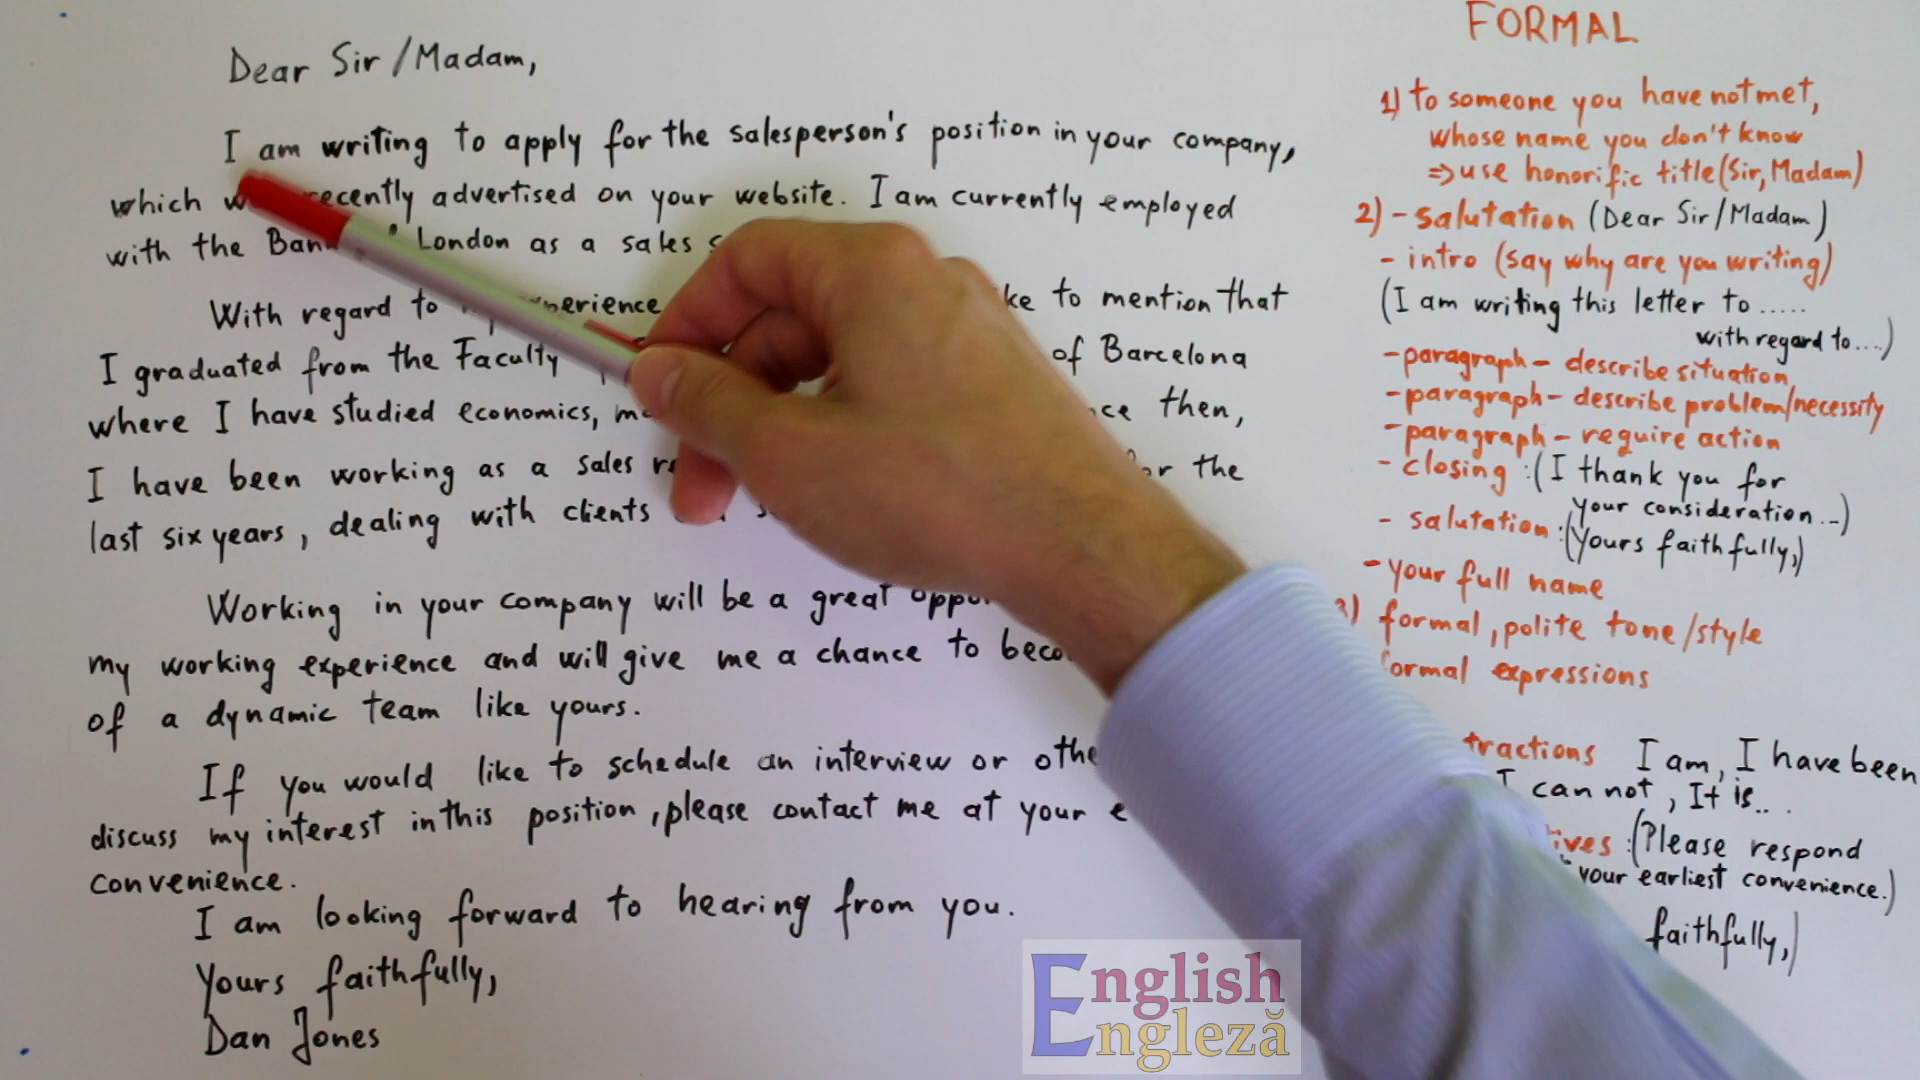 Dear Sir/Madam,
I am writing to apply for the salesperson's position in your company,
which recently advertised on your website. I am currently employed
with the London as a sales
With regard to to mention that
I graduated from the Faculty of Barcelona
where I have studied economics, then,
I have been working as a sales the
last six years, dealing with clients
Working in your company will be a great
my working experience and will give me a chance to
of a dynamic team like yours.
If you would like to schedule an interview or
discuss my interest in this position, please contact me at your
convenience.
I am looking forward to hearing from you.
Yours faithfully,
Dan Jones
FORMAL
1) to someone you have not met,
whose name you don't know
=> use honorific title (Sir, Madam)
2) - salutation (Dear Sir/Madam)
- intro (say why are you writing)
(I am writing this letter to .....
with regard to....)
- paragraph - describe situation
- paragraph - describe problem/necessity
- paragraph - require action
- closing :(I thank you for
your consideration...)
- salutation :(Yours faithfully,)
- your full name
3) formal, polite tone/style
formal expressions
I am, I have been
I can not, It is...
(Please respond
your earliest convenience.)
faithfully,)
English
Engleză